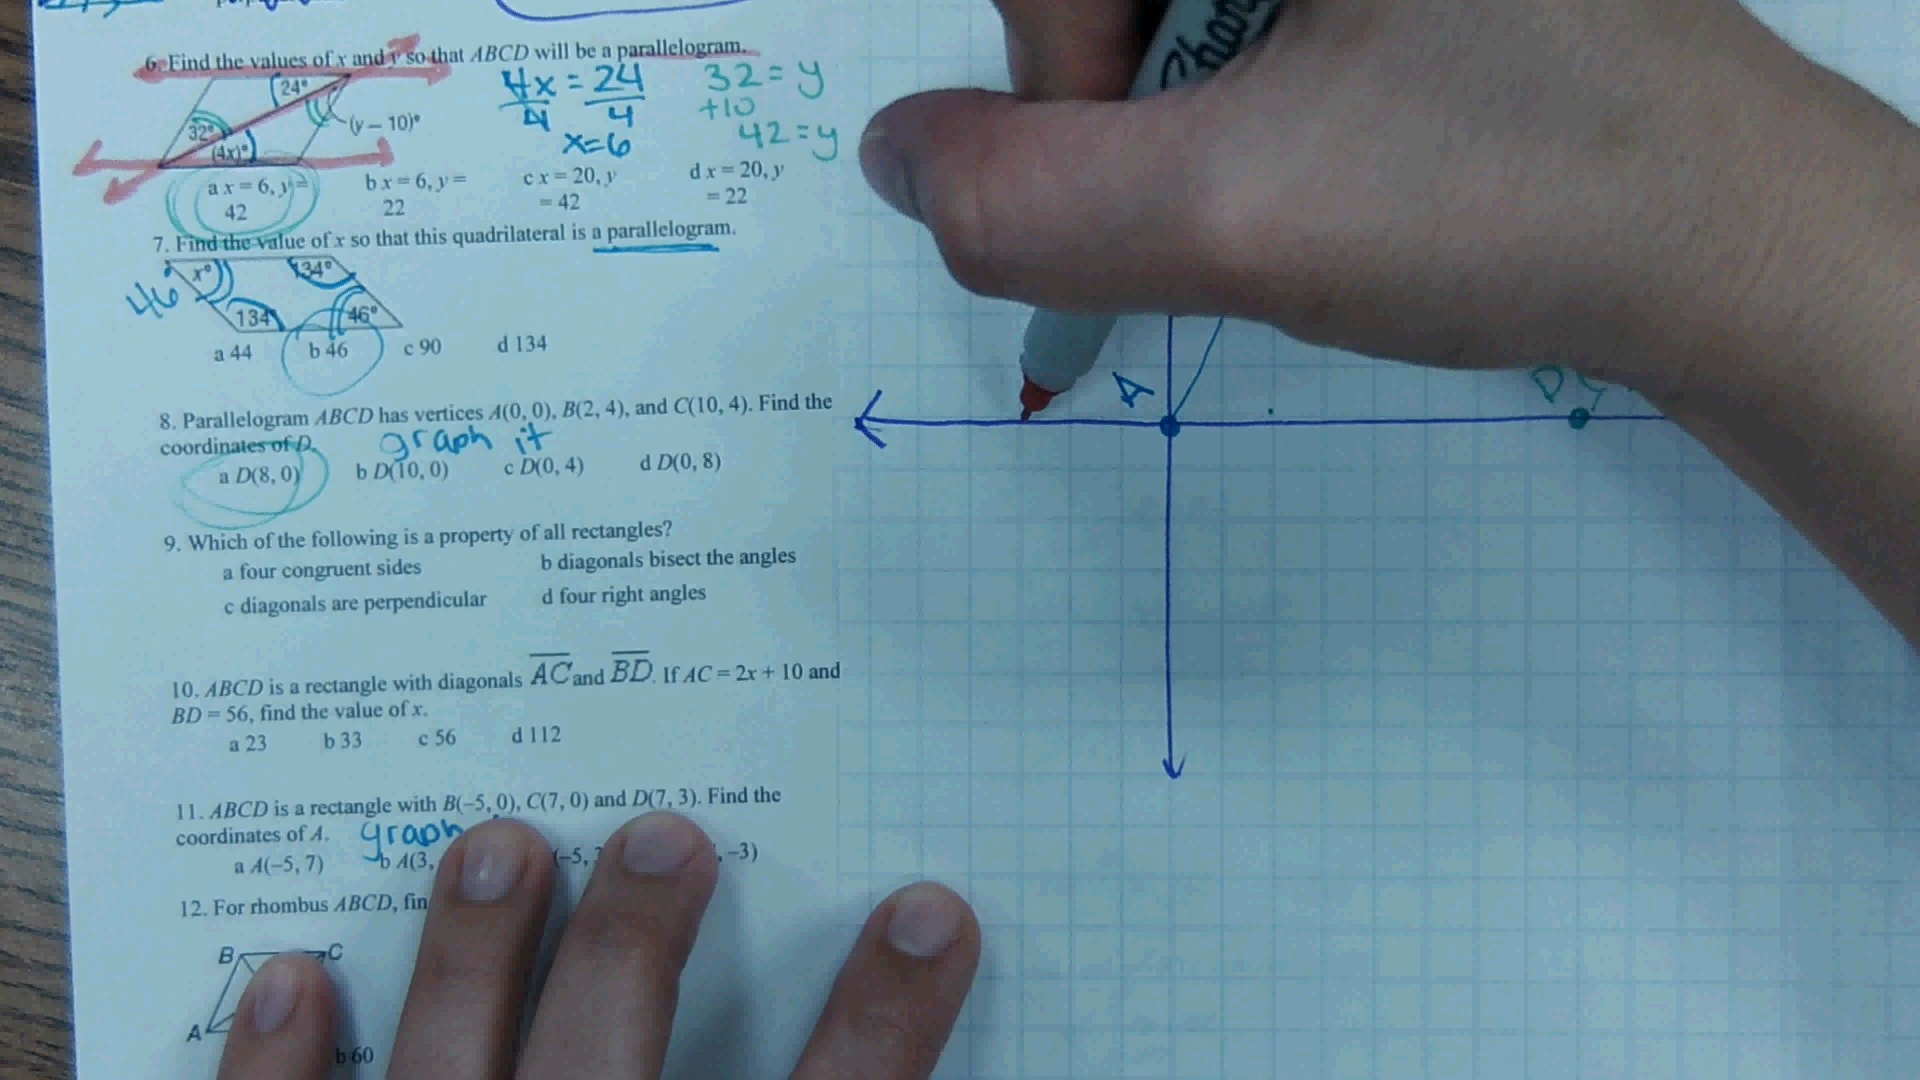 6. Find the values of x and y so that ABCD will be a parallelogram.
24°
32°
(4x)°
(y – 10)°
4x = 24
4 4
x=6
32 = y
+10
42 = y
a x = 6, y =
42
b x = 6, y =
22
c x = 20, y
= 42
d x = 20, y
= 22
7. Find the value of x so that this quadrilateral is a parallelogram.
46
x°
134°
134
46°
a 44 b 46 c 90 d 134
8. Parallelogram ABCD has vertices A(0, 0), B(2, 4), and C(10, 4). Find the
coordinates of D.
graph it
a D(8, 0) b D(10, 0) c D(0, 4) d D(0, 8)
9. Which of the following is a property of all rectangles?
a four congruent sides b diagonals bisect the angles
c diagonals are perpendicular d four right angles
10. ABCD is a rectangle with diagonals AC and BD. If AC = 2x + 10 and
BD = 56, find the value of x.
a 23 b 33 c 56 d 112
11. ABCD is a rectangle with B(–5, 0), C(7, 0) and D(7, 3). Find the
coordinates of A.
graph
a A(–5, 7) b A(3, (–5, , –3)
12. For rhombus ABCD,
B C
A
b 60
A
D